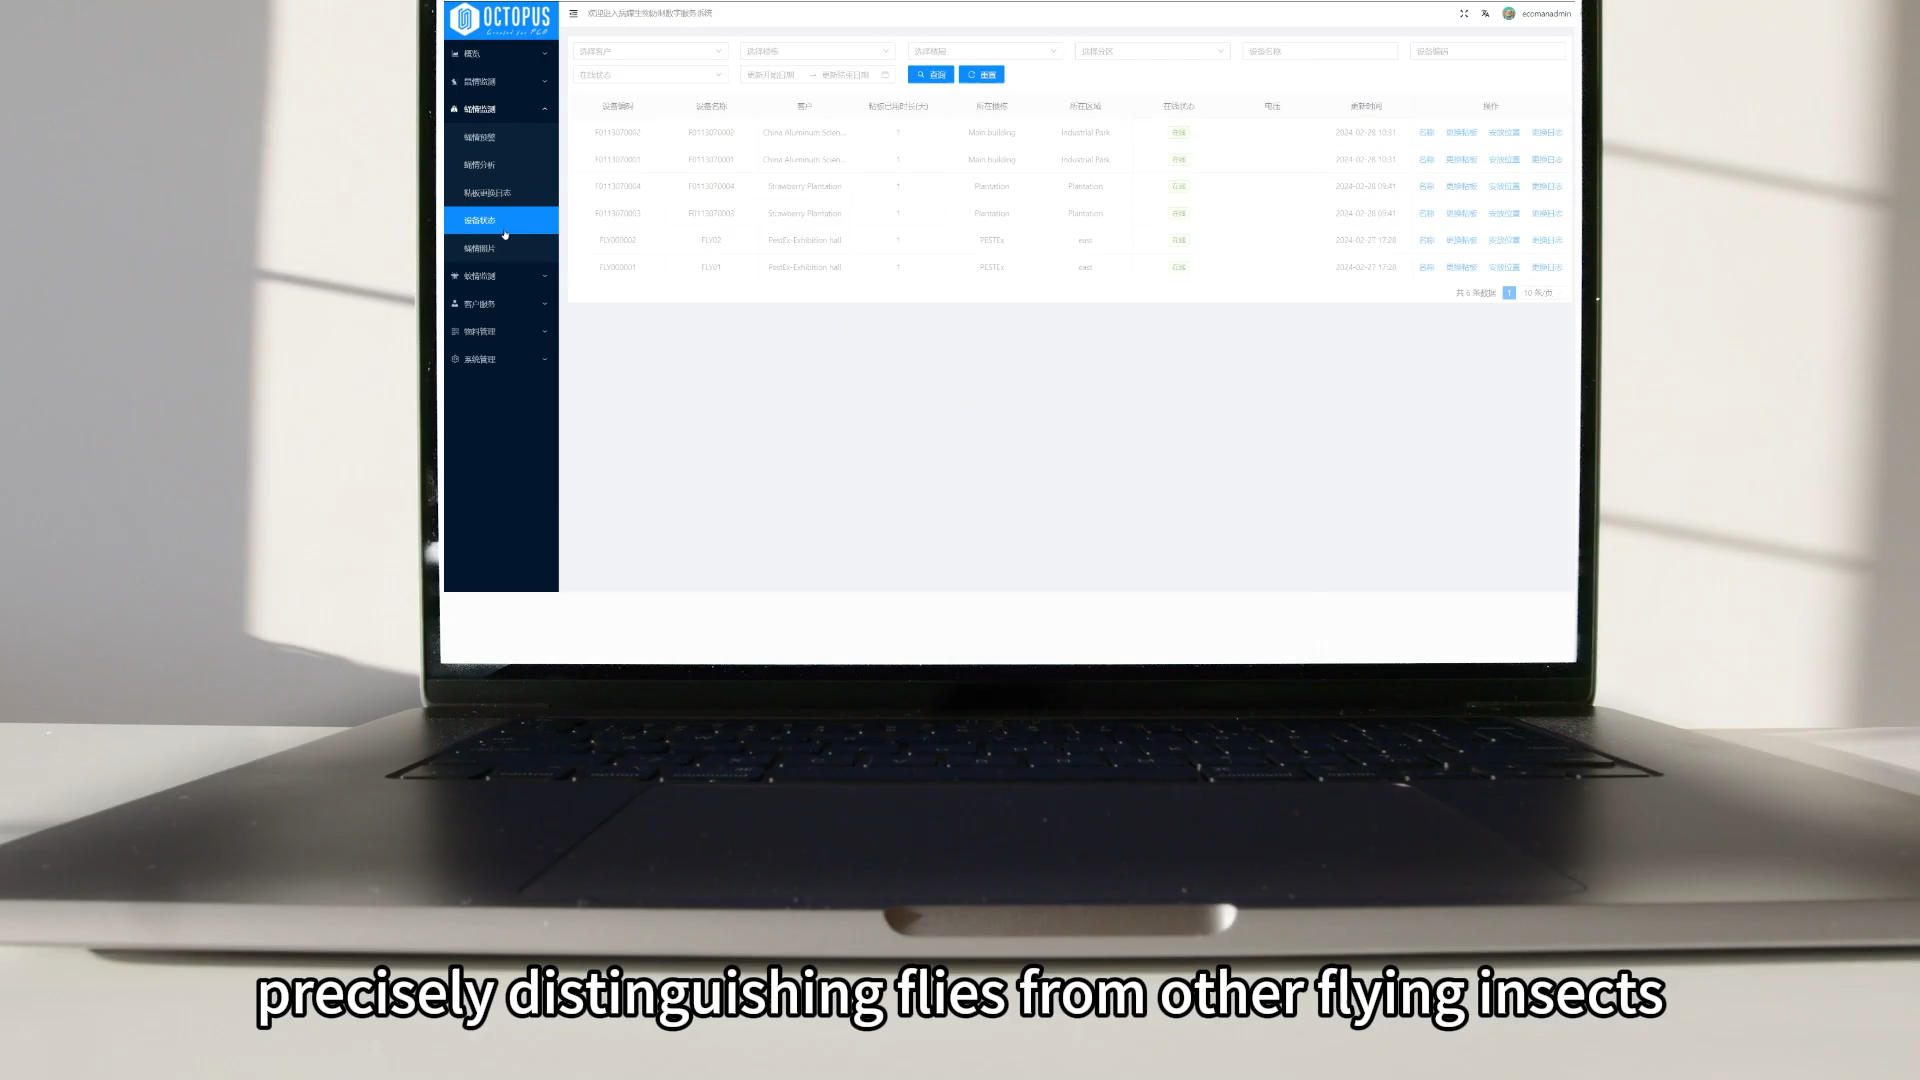 OCTOPUS
Created for PCO
欢迎进入病媒生物防制数字服务系统
ecomanadmin
概览
鼠情监测
蝇情监测
蝇情预警
蝇情分析
粘板更换日志
设备状态
蝇情照片
蚊情监测
客户服务
物料管理
系统管理
选择客户 选择楼栋 选择楼层 选择分区 设备名称 设备编码
在线状态 更新开始日期 → 更新结束日期 查询 重置
设备编码 设备名称 客户 粘板已用时长(天) 所在楼栋 所在区域 在线状态 电压 更新时间 操作
F0113070002 F0113070002 China Aluminum Scien... 1 Main building Industrial Park 在线 2024-02-28 10:31 名称 更换粘板 安放位置 更换日志
F0113070001 F0113070001 China Aluminum Scien... 1 Main building Industrial Park 在线 2024-02-28 10:31 名称 更换粘板 安放位置 更换日志
F0113070004 F0113070004 Strawberry Plantation 1 Plantation Plantation 在线 2024-02-28 09:41 名称 更换粘板 安放位置 更换日志
F0113070003 F0113070003 Strawberry Plantation 1 Plantation Plantation 在线 2024-02-28 09:41 名称 更换粘板 安放位置 更换日志
FLY000002 FLY02 PestEx-Exhibition hall 1 PESTEx east 在线 2024-02-27 17:28 名称 更换粘板 安放位置 更换日志
FLY000001 FLY01 PestEx-Exhibition hall 1 PESTEx east 在线 2024-02-27 17:28 名称 更换粘板 安放位置 更换日志
共 6 条数据 1 10 条/页
precisely distinguishing flies from other flying insects